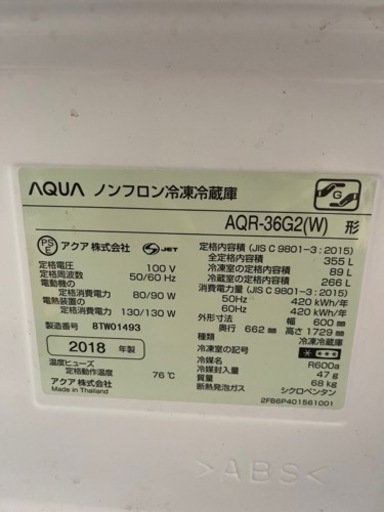 AQUA ノンフロン冷凍冷蔵庫
AQR-36G2(W) 形
PS E アクア 株式会社 S JET
定格電圧 100 V
定格周波数 50/60 Hz
電動機の
定格消費電力 80/90 W
電熱装置の
定格消費電力 130/130 W
製造番号 8TW01493
2018 年製
温度ヒューズ
定格動作温度 76℃
アクア 株式会社
Made in Thailand
定格内容積 (JIS C 9801-3 : 2015)
全定格内容積 355 L
冷凍室の定格内容積 89 L
冷蔵室の定格内容積 266 L
消費電力量 (JIS C 9801-3 : 2015)
50Hz 420 kWh/年
60Hz 420 kWh/年
外形寸法 幅 600 mm
奥行 662 mm 高さ 1729 mm
冷凍冷蔵庫
冷凍室の記号 ****
冷媒名 R600a
冷媒封入量 47 g
質量 68 kg
断熱発泡ガス シクロペンタン
2FB6P401561001
>ABS<